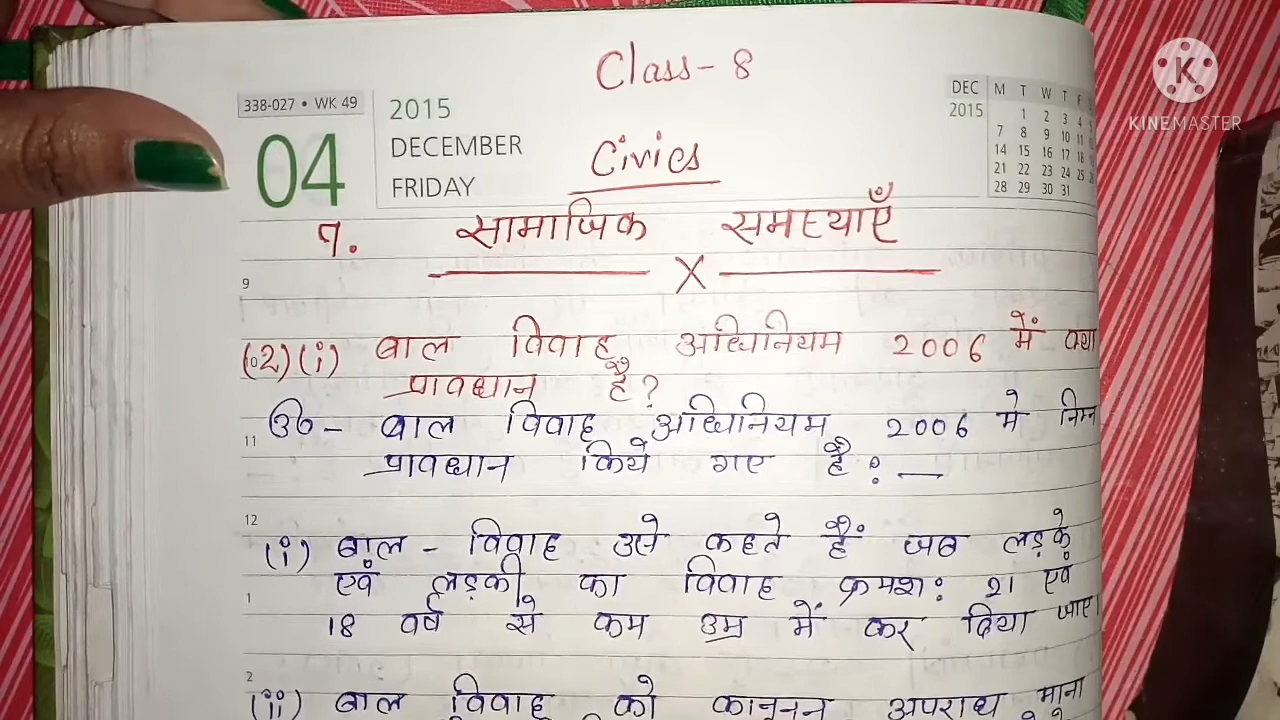 Class - 8
338-027 • WK 49
04
2015
DECEMBER
FRIDAY
DEC
2015
M T W T F
1 2 3 4
7 8 9 10 11
14 15 16 17 18
21 22 23 24 25
28 29 30 31
KINEMASTER
Civics
7. सामाजिक समस्याएँ
X
9
(02) (i) बाल विवाह अधिनियम 2006 में क्या
प्रावधान है?
उ०- बाल विवाह अधिनियम 2006 मे निम्न
11
प्रावधान किये गए है : —
12
(i) बाल - विवाह उसे कहते हैं जब लड़के
एवं लड़की का विवाह क्रमश: 21 एवं
1
18 वर्ष से कम उम्र में कर दिया जाए।
2
(ii) बाल विवाह को कानूनन अपराध माना